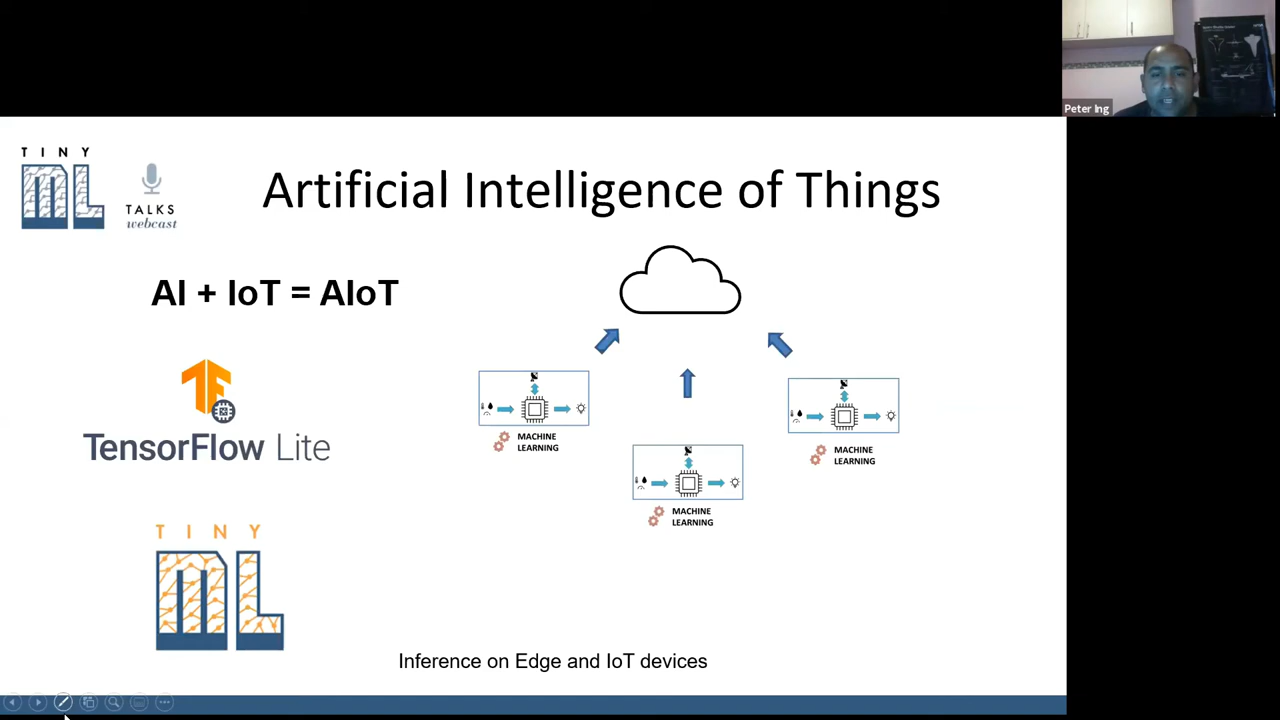 Peter Ing
TINY
ML
TALKS
webcast
Artificial Intelligence of Things
AI + IoT = AIoT
TensorFlow Lite
MACHINE
LEARNING
MACHINE
LEARNING
MACHINE
LEARNING
TINY
ML
Inference on Edge and IoT devices